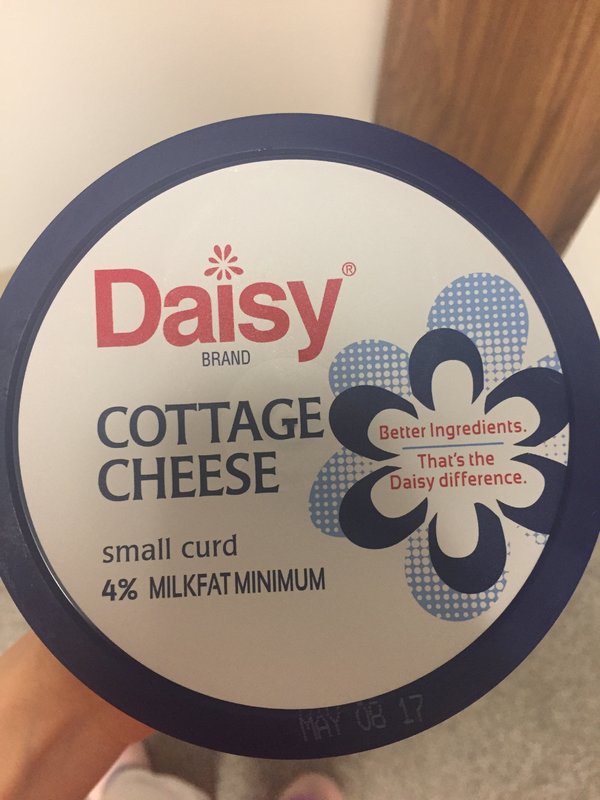 Daisy®
BRAND
COTTAGE
CHEESE
small curd
4% MILKFAT MINIMUM
Better Ingredients.
That's the
Daisy difference.
MAY 08 17